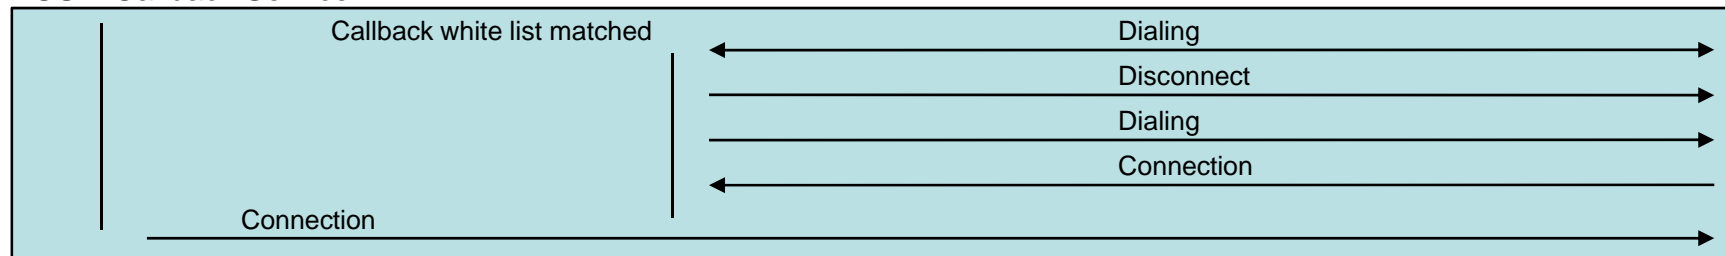 Callback white list matched
Dialing
Disconnect
Dialing
Connection
Connection